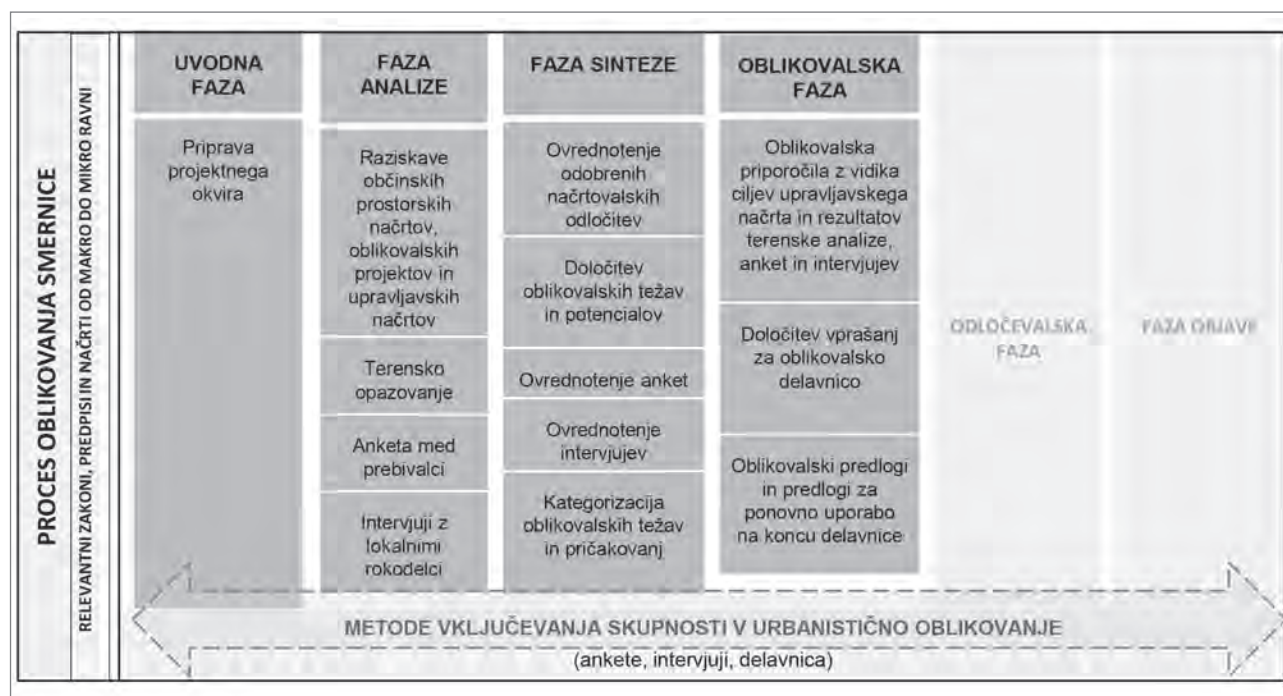 PROCES OBLIKOVANJA SMERNICE
RELEVANTNI ZAKONI, PREDPISI IN NAČRTI OD MAKRO DO MIKRO RAVNI
UVODNA
FAZA
Priprava
projektnega
okvira
FAZA
ANALIZE
Raziskave
občinskih
prostorskih
načrtov,
oblikovalskih
projektov in
upravljavskih
načrtov
Terensko
opazovanje
Anketa med
prebivalci
Intervjuji z
lokalnimi
rokodelci
FAZA SINTEZE
Ovrednotenje
odobrenih
načrtovalskih
odločitev
Določitev
oblikovalskih težav
in potencialov
Ovrednotenje anket
Ovrednotenje
intervjujev
Kategorizacija
oblikovalskih težav
in pričakovanj
OBLIKOVALSKA
FAZA
Oblikovalska
priporočila z vidika
ciljev upravljavskega
načrta in rezultatov
terenske analize,
anket in intervjujev
Določitev vprašanj
za oblikovalsko
delavnico
Oblikovalski predlogi
in predlogi za
ponovno uporabo
na koncu delavnice
ODLOČEVALSKA
FAZA
FAZA OBJAVE
METODE VKLJUČEVANJA SKUPNOSTI V URBANISTIČNO OBLIKOVANJE
(ankete, intervjuji, delavnica)